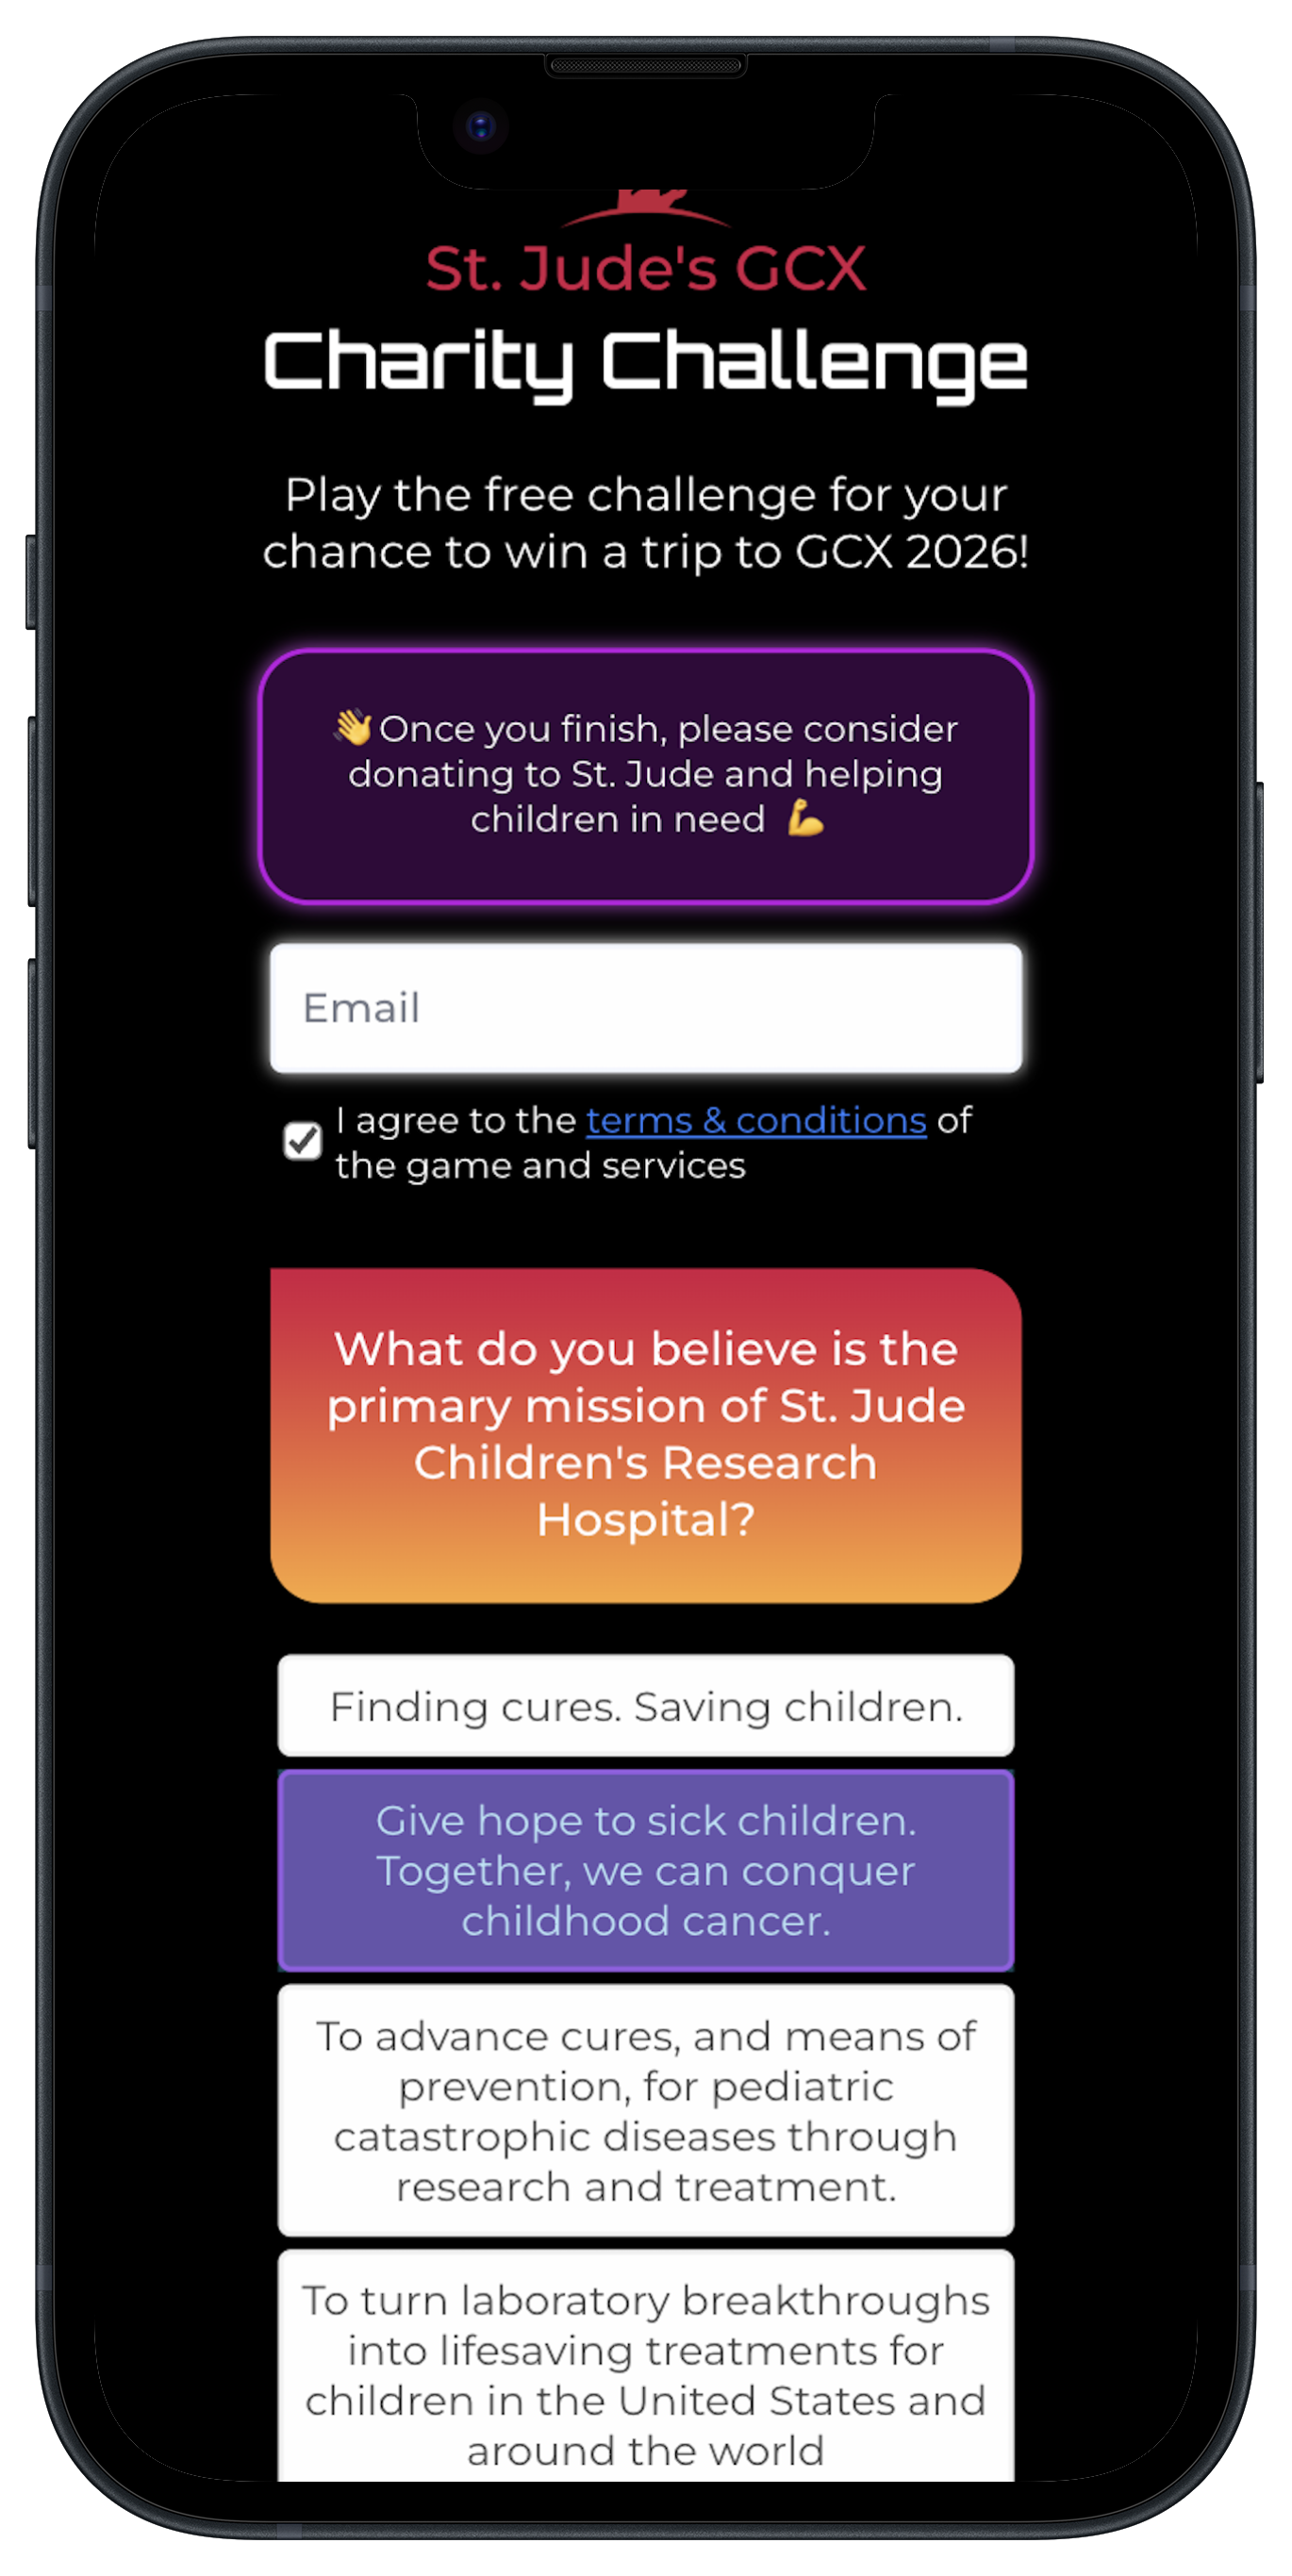 St. Jude's GCX
Charity Challenge
Play the free challenge for your
chance to win a trip to GCX 2026!
👋Once you finish, please consider
donating to St. Jude and helping
children in need 💪
Email
I agree to the terms & conditions of
the game and services
What do you believe is the
primary mission of St. Jude
Children's Research
Hospital?
Finding cures. Saving children.
Give hope to sick children.
Together, we can conquer
childhood cancer.
To advance cures, and means of
prevention, for pediatric
catastrophic diseases through
research and treatment.
To turn laboratory breakthroughs
into lifesaving treatments for
children in the United States and
around the world